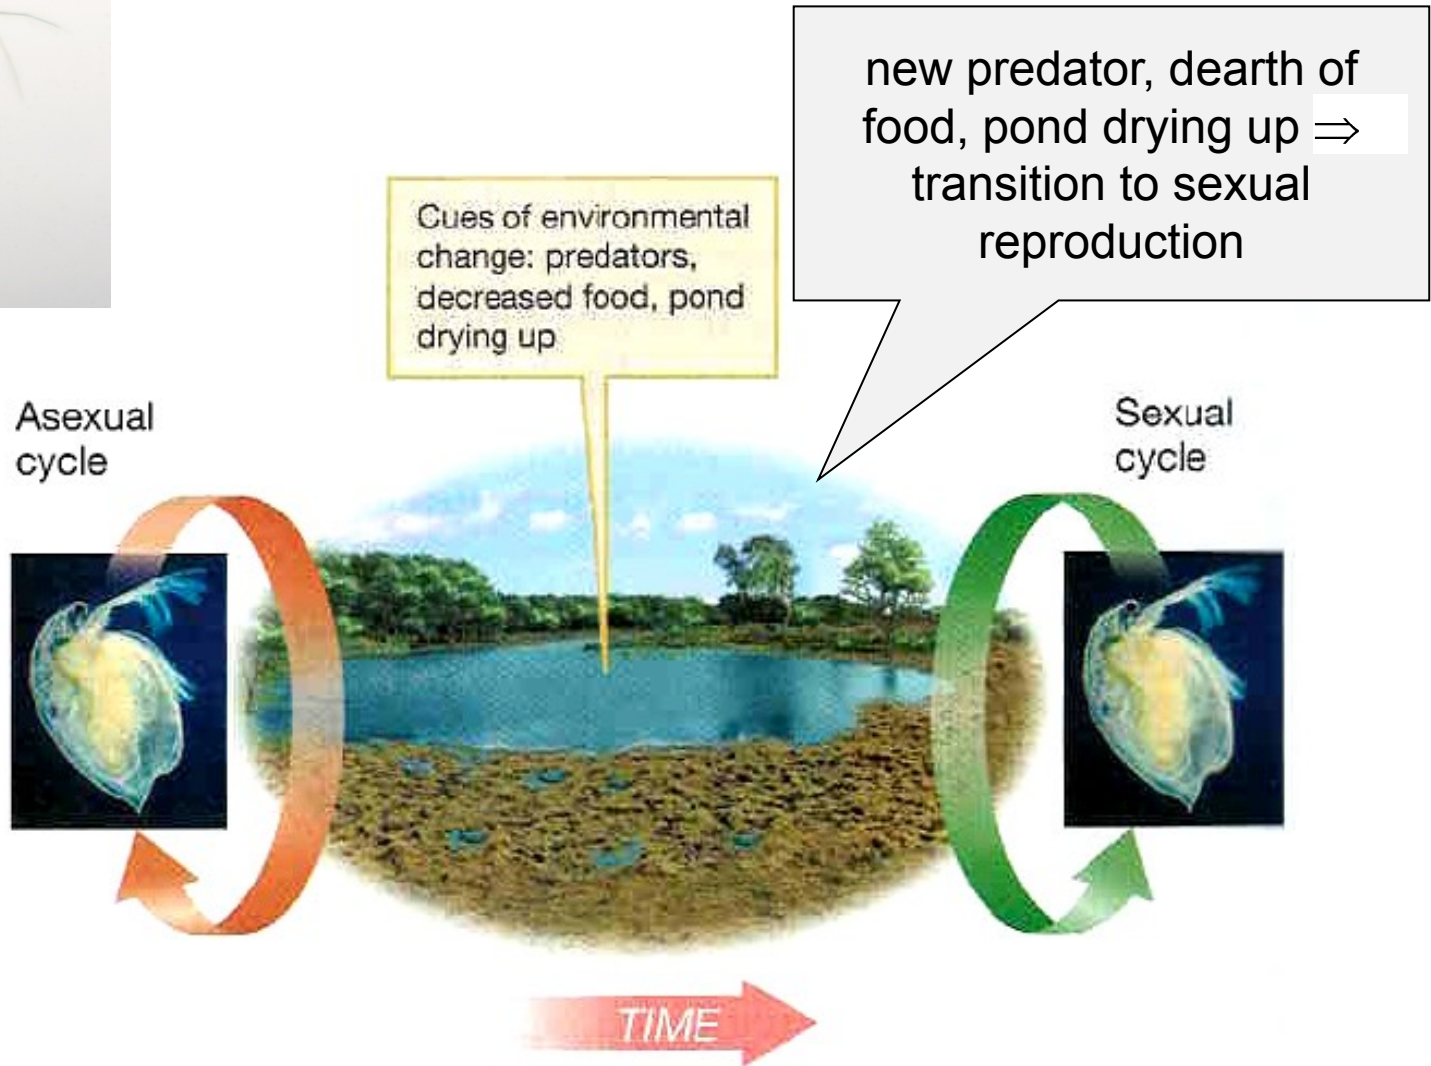 new predator, dearth of
food, pond drying up ⇒
transition to sexual
reproduction
Cues of environmental
change: predators,
decreased food, pond
drying up
Asexual
cycle
Sexual
cycle
TIME